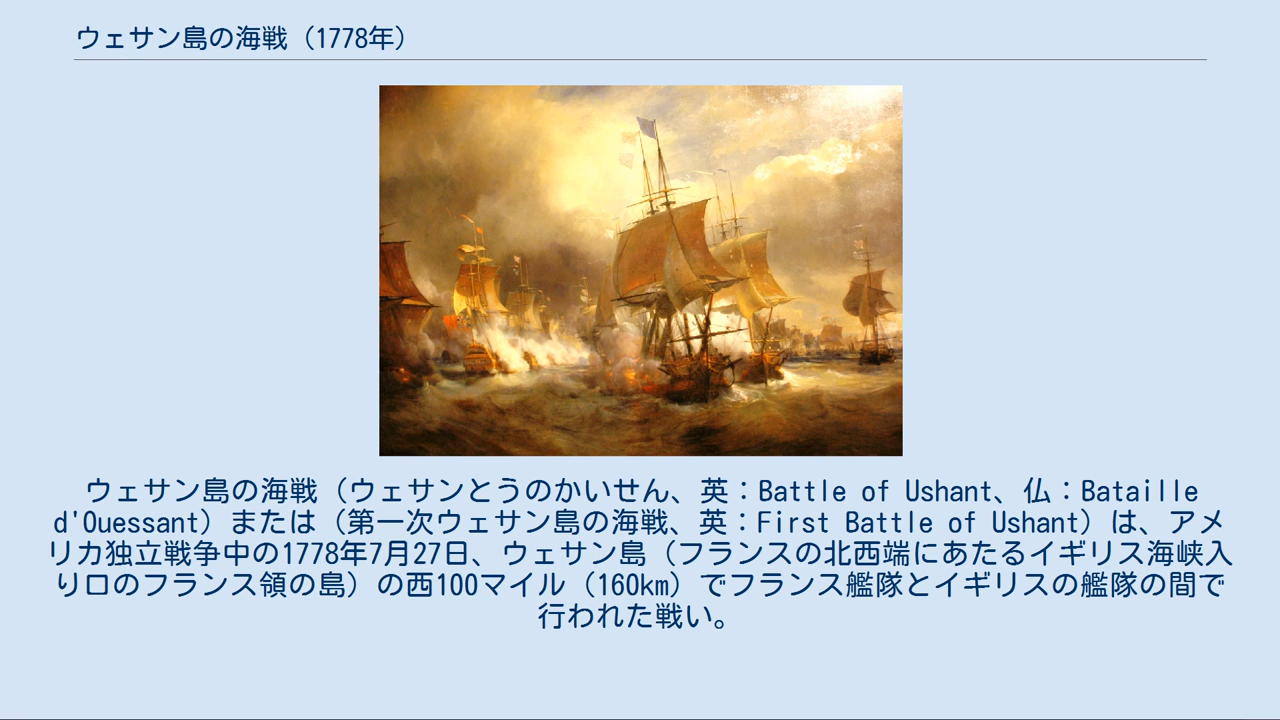 ウェサン島の海戦（1778年）
ウェサン島の海戦（ウェサンとうのかいせん、英：Battle of Ushant、仏：Bataille
d'Ouessant）または（第一次ウェサン島の海戦、英：First Battle of Ushant）は、アメ
リカ独立戦争中の1778年7月27日、ウェサン島（フランスの北西端にあたるイギリス海峡入
り口のフランス領の島）の西100マイル（160km）でフランス艦隊とイギリスの艦隊の間で
行われた戦い。